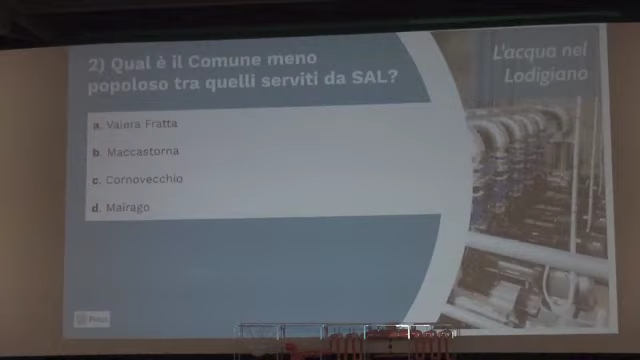 2) Qual è il Comune meno
popoloso tra quelli serviti da SAL?
L'acqua nel
Lodigiano
a. Valera Fratta
b. Maccastorna
c. Cornovecchio
d. Mairago
Prezi